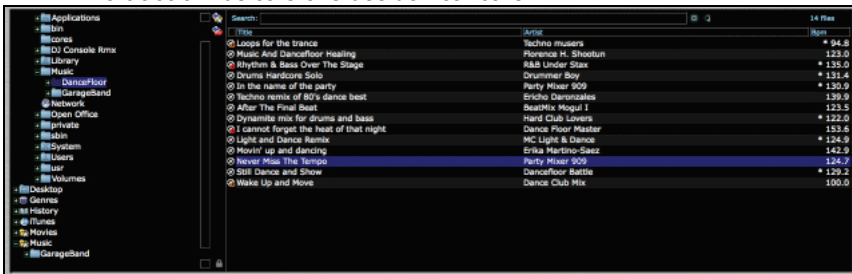 Applications
bin
cores
DJ Console Rmx
Library
Music
DanceFloor
GarageBand
Network
Open Office
private
sbin
System
Users
usr
Volumes
Desktop
Genres
History
iTunes
Movies
Music
GarageBand
Search: 14 files
Title Artist Bpm
Loops for the trance Techno musers * 94.8
Music And Dancefloor Healing Florence H. Shootun 123.0
Rhythm & Bass Over The Stage R&B Under Stax * 135.0
Drums Hardcore Solo Drummer Boy * 131.4
In the name of the party Party Mixer 909 * 130.9
Techno remix of 80's dance best Ericho Daronzales 139.9
After The Final Beat BeatMix Mogul I 123.5
Dynamite mix for drums and bass Hard Club Lovers * 122.0
I cannot forget the heat of that night Dance Floor Master 153.6
Light and Dance Remix MC Light & Dance * 124.9
Movin' up and dancing Erika Martino-Saez 142.9
Never Miss The Tempo Party Mixer 909 124.7
Still Dance and Show Dancefloor Battle * 129.2
Wake Up and Move Dance Club Mix 100.0